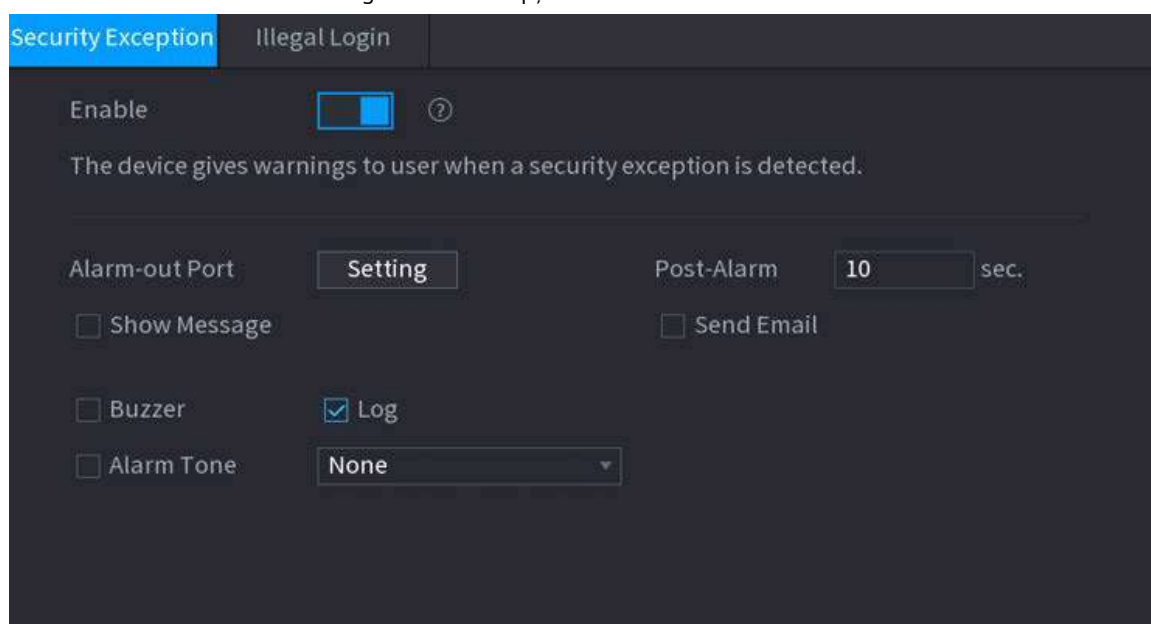 Security Exception Illegal Login
Enable ?
The device gives warnings to user when a security exception is detected.
Alarm-out Port Setting Post-Alarm 10 sec.
Show Message Send Email
Buzzer Log
Alarm Tone None